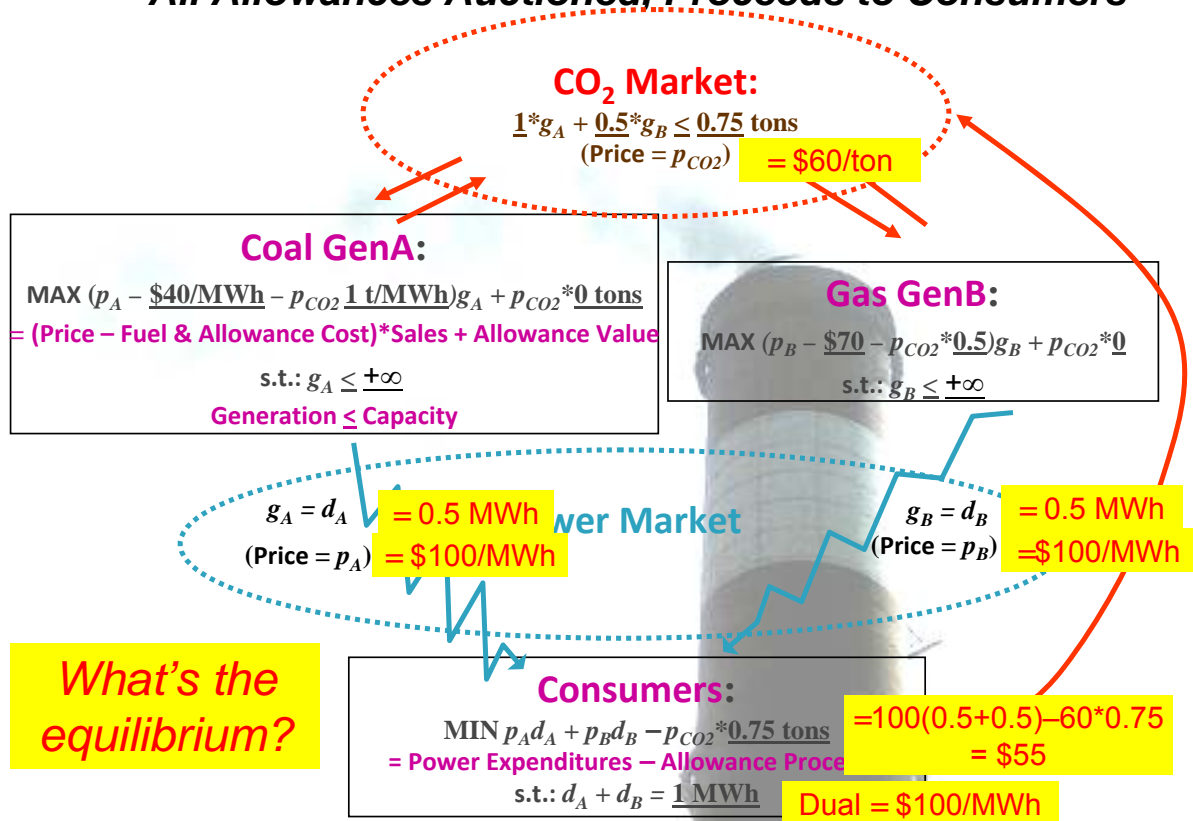 All Allowances Auctioned, Proceeds to Consumers
CO2 Market:
1*gA + 0.5*gB ≤ 0.75 tons
(Price = pCO2)
= $60/ton
Coal GenA:
MAX (pA – $40/MWh – pCO2 1 t/MWh)gA + pCO2*0 tons
= (Price – Fuel & Allowance Cost)*Sales + Allowance Value
s.t.: gA ≤ +∞
Generation ≤ Capacity
Gas GenB:
MAX (pB – $70 – pCO2*0.5)gB + pCO2*0
s.t.: gB ≤ +∞
gA = dA
= 0.5 MWh
(Price = pA)
= $100/MWh
wer Market
gB = dB
= 0.5 MWh
(Price = pB)
=$100/MWh
What's the
equilibrium?
Consumers:
MIN pAdA + pBdB – pCO2*0.75 tons
= Power Expenditures – Allowance Proce
s.t.: dA + dB = 1 MWh
=100(0.5+0.5)–60*0.75
= $55
Dual = $100/MWh